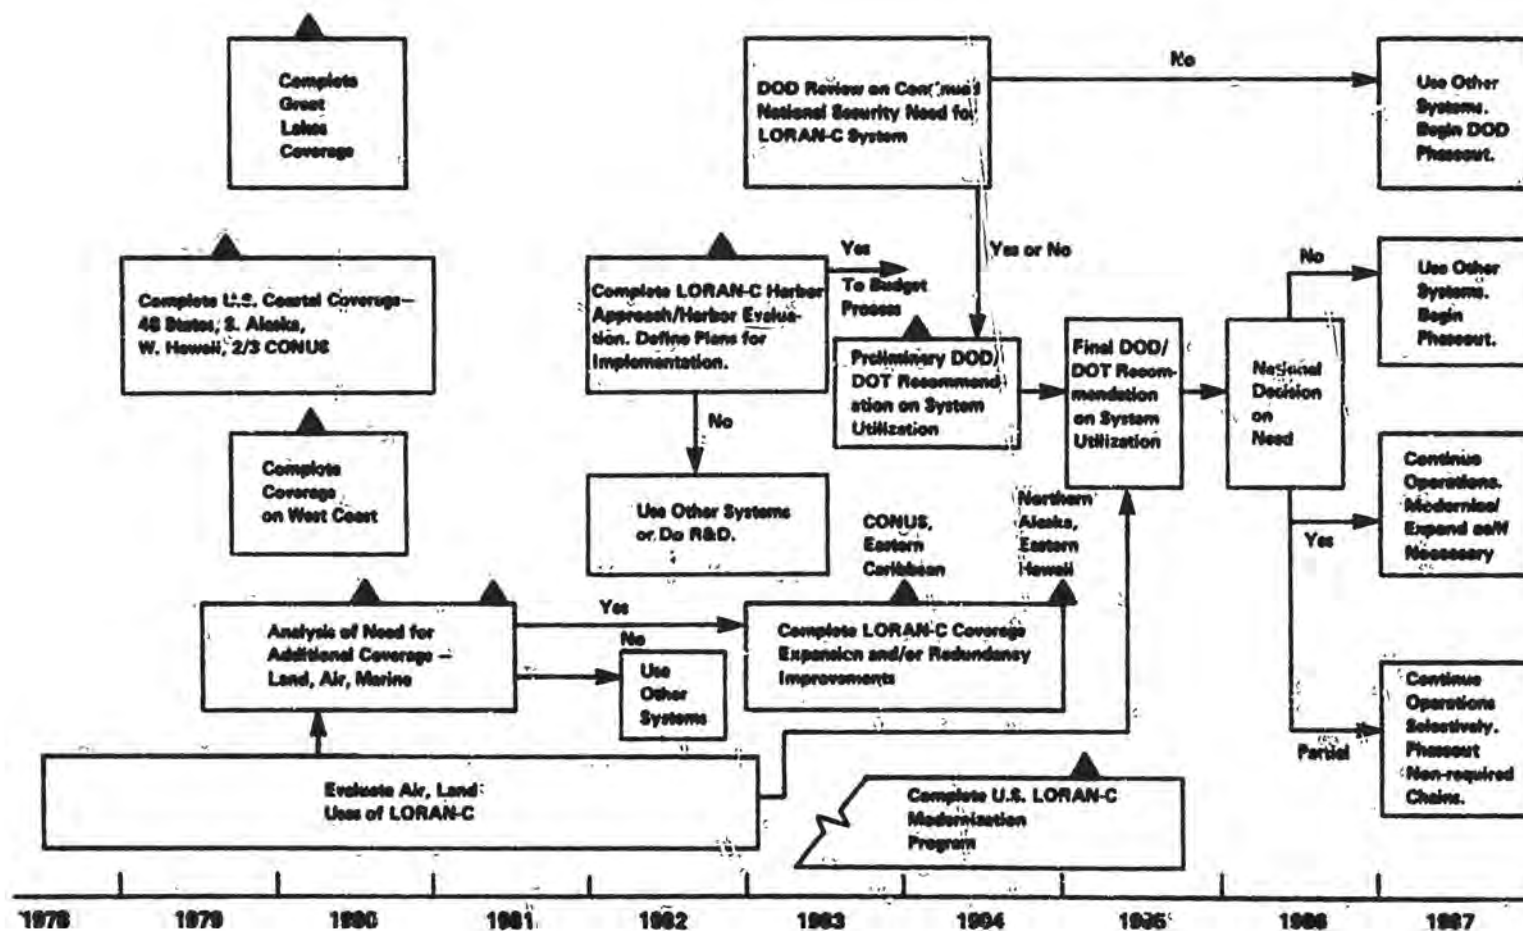 Complete
Great
Lakes
Coverage
DOD Review on Continued
National Security Need for
LORAN-C System
No
Use Other
Systems.
Begin DOD
Phaseout.
Complete U.S. Coastal Coverage—
48 States, S. Alaska,
W. Hawaii, 2/3 CONUS
Complete LORAN-C Harbor
Approach/Harbor Evalua-
tion. Define Plans for
Implementation.
Yes
To Budget
Process
Yes or No
No
Use Other
Systems.
Begin
Phaseout.
Preliminary DOD/
DOT Recommend-
ation on System
Utilization
Final DOD/
DOT Recom-
mendation
on System
Utilization
National
Decision
on
Need
No
Complete
Coverage
on West Coast
Use Other Systems
or Do R&D.
CONUS,
Eastern
Caribbean
Northern
Alaska,
Eastern
Hawaii
Yes
Continue
Operations.
Modernize/
Expand as/if
Necessary
Analysis of Need for
Additional Coverage —
Land, Air, Marine
Yes
No
Use
Other
Systems
Complete LORAN-C Coverage
Expansion and/or Redundancy
Improvements
Partial
Continue
Operations
Selectively.
Phaseout
Non-required
Chains.
Evaluate Air, Land
Uses of LORAN-C
Complete U.S. LORAN-C
Modernization
Program
1978 1979 1980 1981 1982 1983 1984 1985 1986 1987